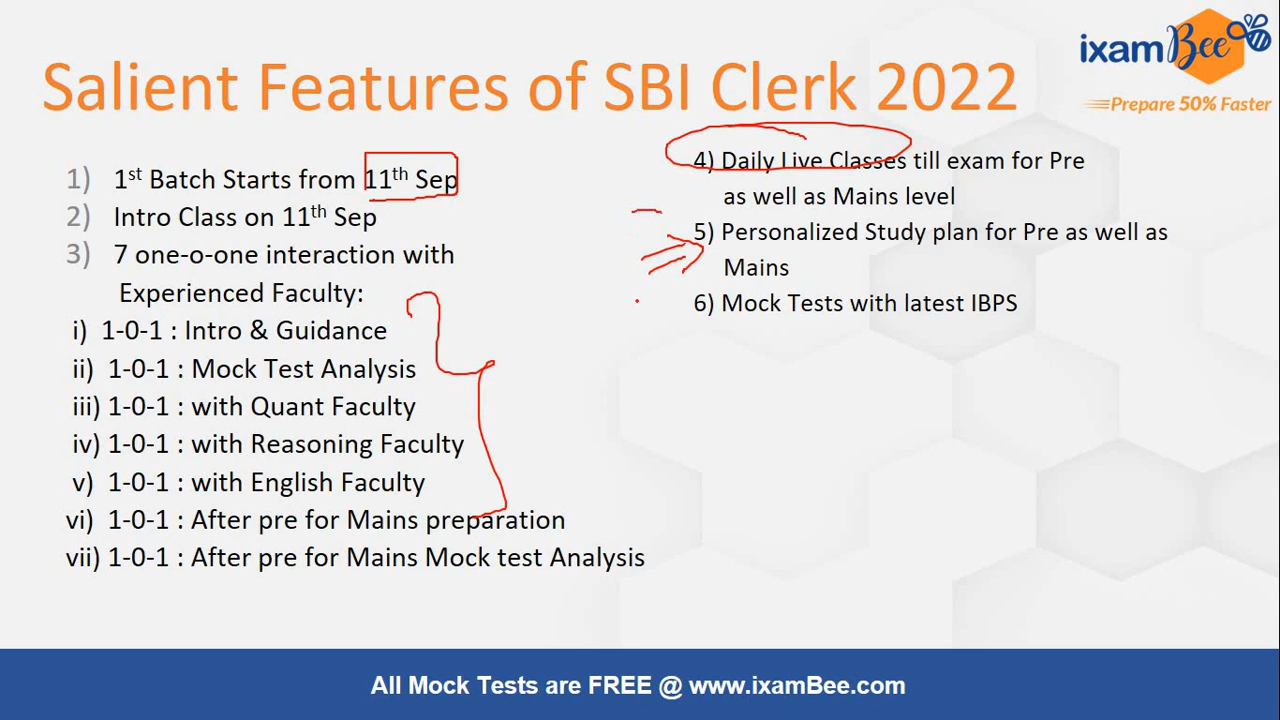 ixamBee
Prepare 50% Faster
Salient Features of SBI Clerk 2022
1) 1st Batch Starts from 11th Sep
2) Intro Class on 11th Sep
3) 7 one-o-one interaction with
Experienced Faculty:
i) 1-0-1 : Intro & Guidance
ii) 1-0-1 : Mock Test Analysis
iii) 1-0-1 : with Quant Faculty
iv) 1-0-1 : with Reasoning Faculty
v) 1-0-1 : with English Faculty
vi) 1-0-1 : After pre for Mains preparation
vii) 1-0-1 : After pre for Mains Mock test Analysis
4) Daily Live Classes till exam for Pre
as well as Mains level
5) Personalized Study plan for Pre as well as
Mains
6) Mock Tests with latest IBPS
All Mock Tests are FREE @ www.ixamBee.com